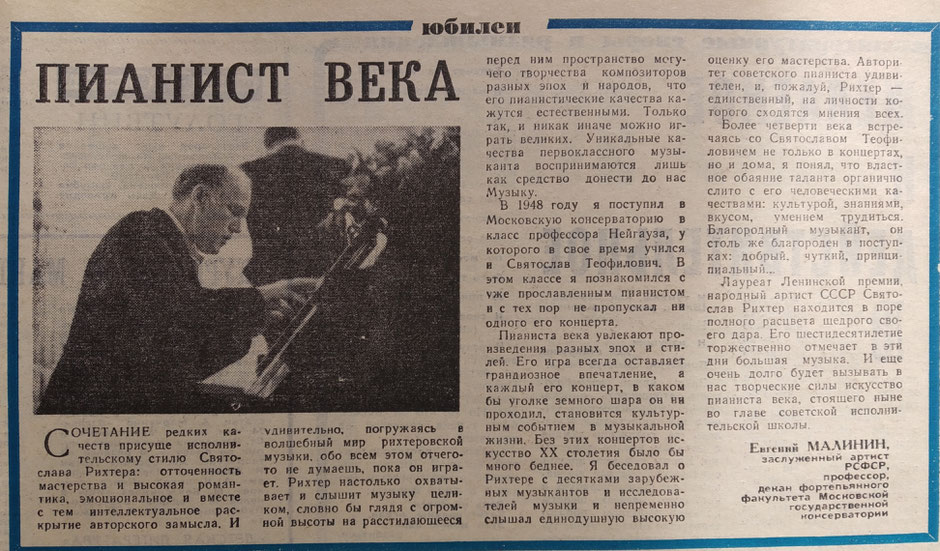 юбилеи
ПИАНИСТ ВЕКА
СОЧЕТАНИЕ редких ка-
честв присуще исполни-
тельскому стилю Свято-
слава Рихтера: отточенность
мастерства и высокая роман-
тика, эмоциональное и вместе
с тем интеллектуальное рас-
крытие авторского замысла. И
удивительно, погружаясь в
волшебный мир рихтеровской
музыки, обо всем этом отчего-
то не думаешь, пока он игра-
ет. Рихтер настолько охваты-
вает и слышит музыку цели-
ком, словно бы глядя с огром-
ной высоты на расстилающееся
перед ним пространство могу-
чего творчества композиторов
разных эпох и народов, что
его пианистические качества ка-
жутся естественными. Только
так, и никак иначе можно иг-
рать великих. Уникальные ка-
чества первоклассного музы-
канта воспринимаются лишь
как средство донести до нас
Музыку.
В 1948 году я поступил в
Московскую консерваторию в
класс профессора Нейгауза, у
которого в свое время учился
и Святослав Теофилович. В
этом классе я познакомился с
уже прославленным пианистом
и с тех пор не пропускал ни
одного его концерта.
Пианиста века увлекают про-
изведения разных эпох и сти-
лей. Его игра всегда оставляет
грандиозное впечатление, а
каждый его концерт, в каком
бы уголке земного шара он ни
проходил, становится культур-
ным событием в музыкальной
жизни. Без этих концертов ис-
кусство XX столетия было бы
много беднее. Я беседовал о
Рихтере с десятками зарубеж-
ных музыкантов и исследова-
телей музыки и непременно
слышал единодушную высокую
оценку его мастерства. Авторн-
тет советского пианиста удиви-
телен, и, пожалуй, Рихтер —
единственный, на личности ко-
торого сходятся мнения всех.
Более четверти века встре-
чаясь со Святославом Теофи-
ловичем не только в концертах,
но и дома, я понял, что власт-
ное обаяние таланта органично
слито с его человеческими ка-
чествами: культурой, знаниями,
вкусом, умением трудиться.
Благородный музыкант, он
столь же благороден в поступ-
ках: добрый, чуткий, принци-
пиальный...
Лауреат Ленинской премии,
народный артист СССР Свято-
слав Рихтер находится в поре
полного расцвета щедрого свое-
го дара. Его шестидесятилетие
торжественно отмечает в эти
дни большая музыка. И еще
очень долго будет вызывать в
нас творческие силы искусство
пианиста века, стоящего ныне
во главе советской исполни-
тельской школы.
Евгений МАЛИНИН,
заслуженный артист
РСФСР,
профессор,
декан фортепьянного
факультета Московской
государственной
консерватории